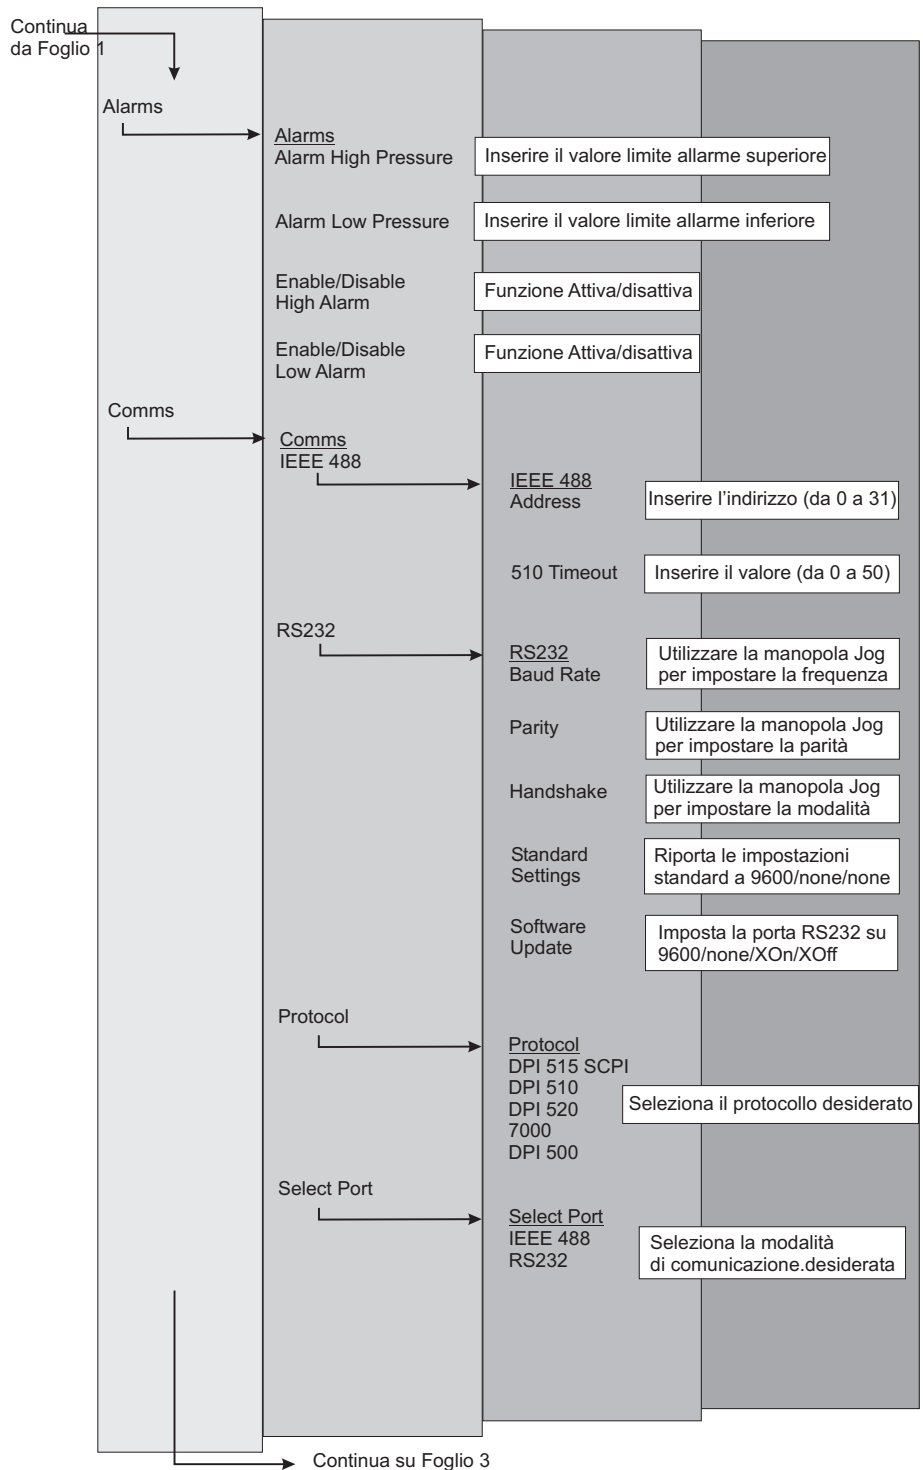 Continua
da Foglio 1
Alarms
Alarms
Alarm High Pressure
Inserire il valore limite allarme superiore
Alarm Low Pressure
Inserire il valore limite allarme inferiore
Enable/Disable
High Alarm
Funzione Attiva/disattiva
Enable/Disable
Low Alarm
Funzione Attiva/disattiva
Comms
Comms
IEEE 488
IEEE 488
Address
Inserire l'indirizzo (da 0 a 31)
510 Timeout
Inserire il valore (da 0 a 50)
RS232
RS232
Baud Rate
Utilizzare la manopola Jog
per impostare la frequenza
Parity
Utilizzare la manopola Jog
per impostare la parità
Handshake
Utilizzare la manopola Jog
per impostare la modalità
Standard
Settings
Riporta le impostazioni
standard a 9600/none/none
Software
Update
Imposta la porta RS232 su
9600/none/XOn/XOff
Protocol
Protocol
DPI 515 SCPI
DPI 510
DPI 520
7000
DPI 500
Seleziona il protocollo desiderato
Select Port
Select Port
IEEE 488
RS232
Seleziona la modalità
di comunicazione.desiderata
Continua su Foglio 3